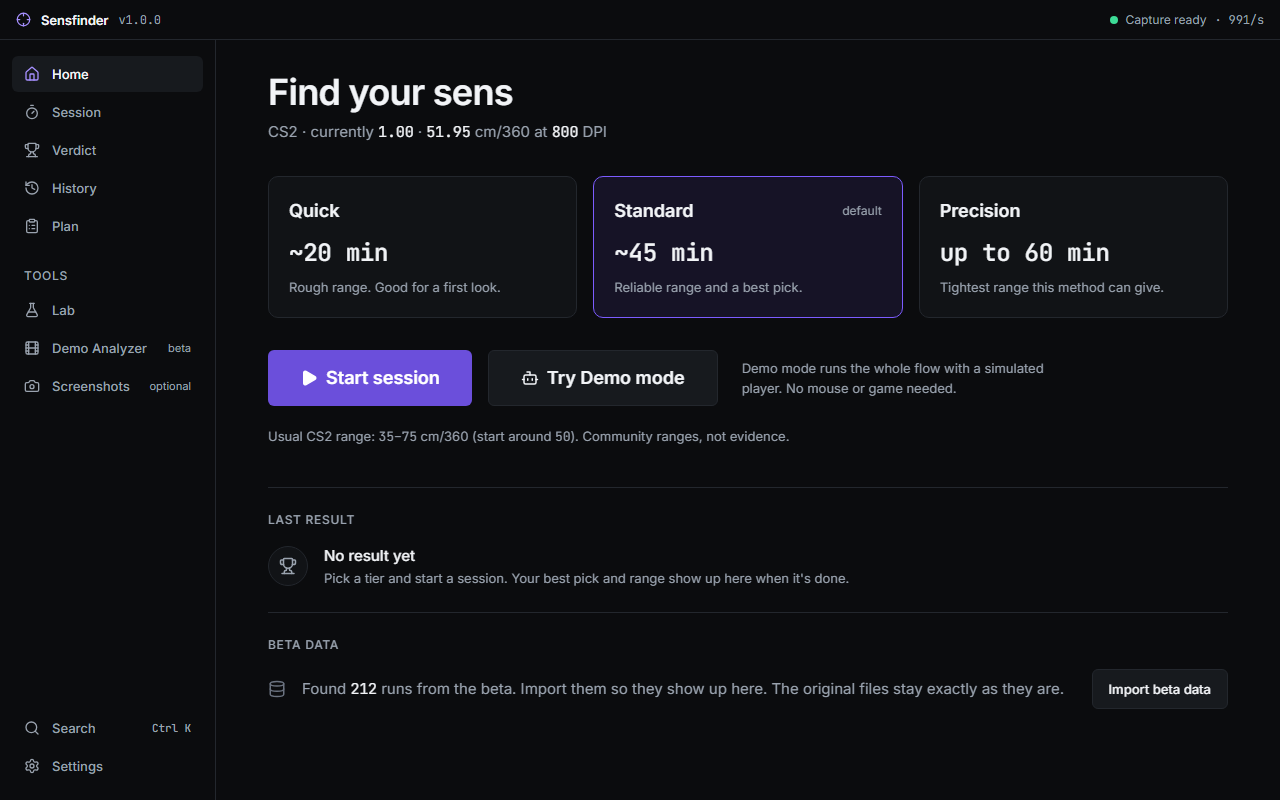 Sensfinder v1.0.0
Capture ready · 991/s
Home
Session
Verdict
History
Plan
TOOLS
Lab
Demo Analyzer beta
Screenshots optional
Search Ctrl K
Settings
Find your sens
CS2 · currently 1.00 · 51.95 cm/360 at 800 DPI
Quick
~20 min
Rough range. Good for a first look.
Standard default
~45 min
Reliable range and a best pick.
Precision
up to 60 min
Tightest range this method can give.
Start session
Try Demo mode
Demo mode runs the whole flow with a simulated
player. No mouse or game needed.
Usual CS2 range: 35–75 cm/360 (start around 50). Community ranges, not evidence.
LAST RESULT
No result yet
Pick a tier and start a session. Your best pick and range show up here when it's done.
BETA DATA
Found 212 runs from the beta. Import them so they show up here. The original files stay exactly as they are.
Import beta data